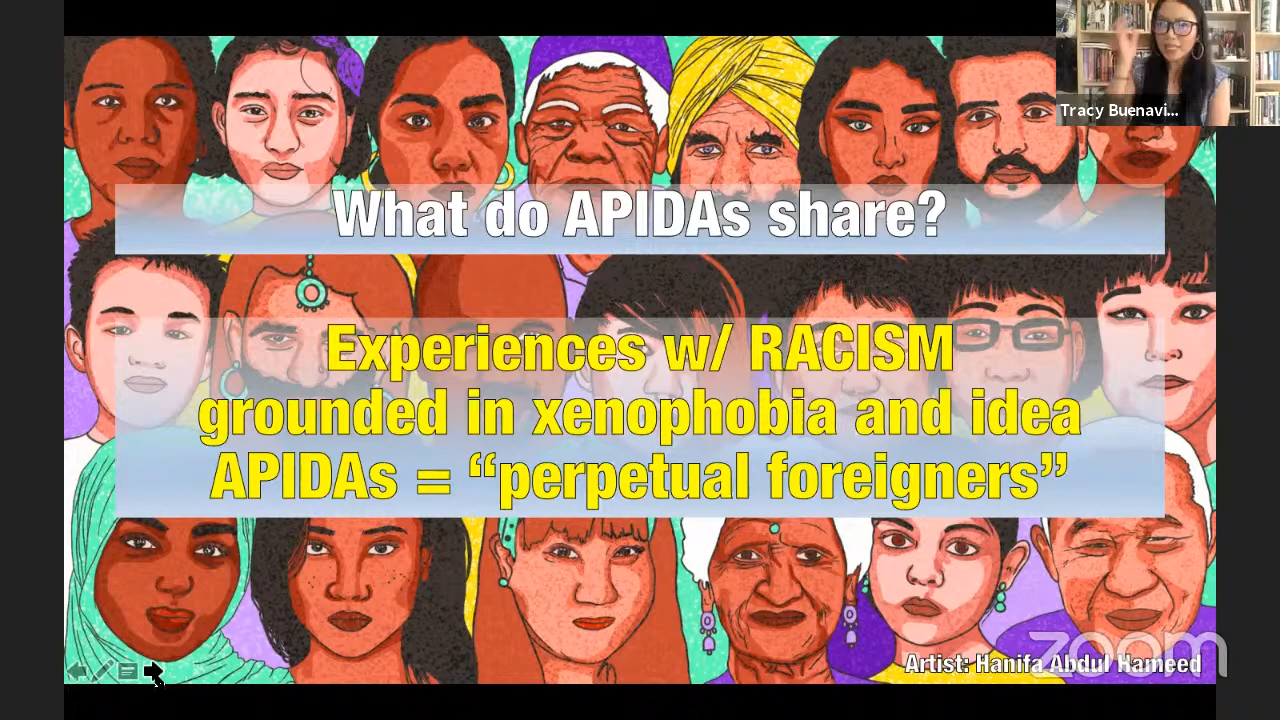 Tracy Buenavi...
What do APIDAs share?
Experiences w/ RACISM
grounded in xenophobia and idea
APIDAs = “perpetual foreigners”
zoom
Artist: Hanifa Abdul Hameed